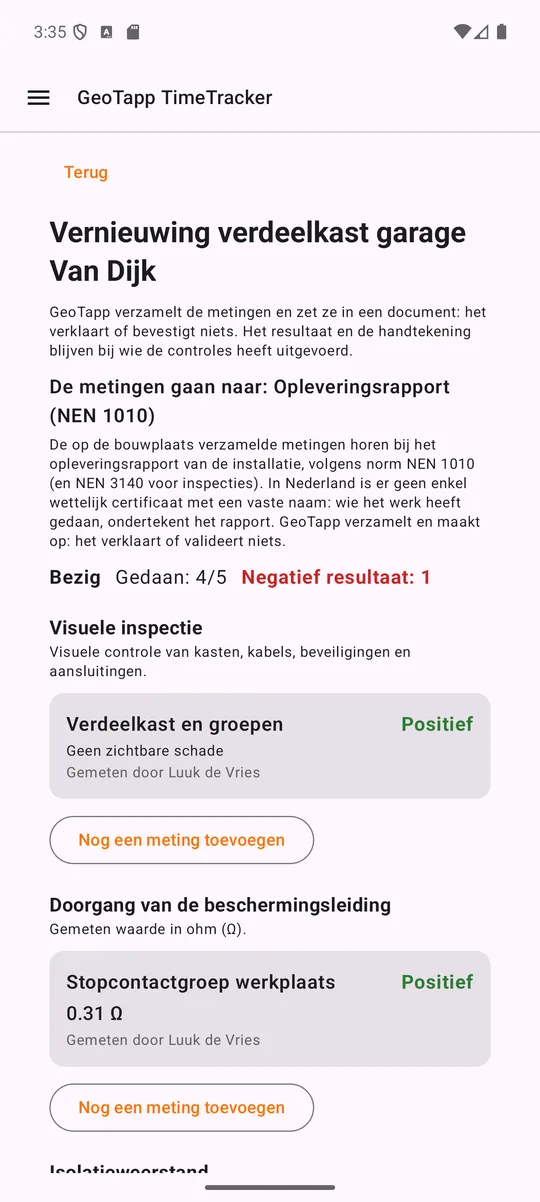 3:35
GeoTapp TimeTracker
Terug
Vernieuwing verdeelkast garage
Van Dijk
GeoTapp verzamelt de metingen en zet ze in een document: het
verklaart of bevestigt niets. Het resultaat en de handtekening
blijven bij wie de controles heeft uitgevoerd.
De metingen gaan naar: Opleveringsrapport
(NEN 1010)
De op de bouwplaats verzamelde metingen horen bij het
opleveringsrapport van de installatie, volgens norm NEN 1010
(en NEN 3140 voor inspecties). In Nederland is er geen enkel
wettelijk certificaat met een vaste naam: wie het werk heeft
gedaan, ondertekent het rapport. GeoTapp verzamelt en maakt
op: het verklaart of valideert niets.
Bezig Gedaan: 4/5 Negatief resultaat: 1
Visuele inspectie
Visuele controle van kasten, kabels, beveiligingen en
aansluitingen.
Verdeelkast en groepen Positief
Geen zichtbare schade
Gemeten door Luuk de Vries
Nog een meting toevoegen
Doorgang van de beschermingsleiding
Gemeten waarde in ohm (Ω).
Stopcontactgroep werkplaats Positief
0.31 Ω
Gemeten door Luuk de Vries
Nog een meting toevoegen
Isolatieweerstand